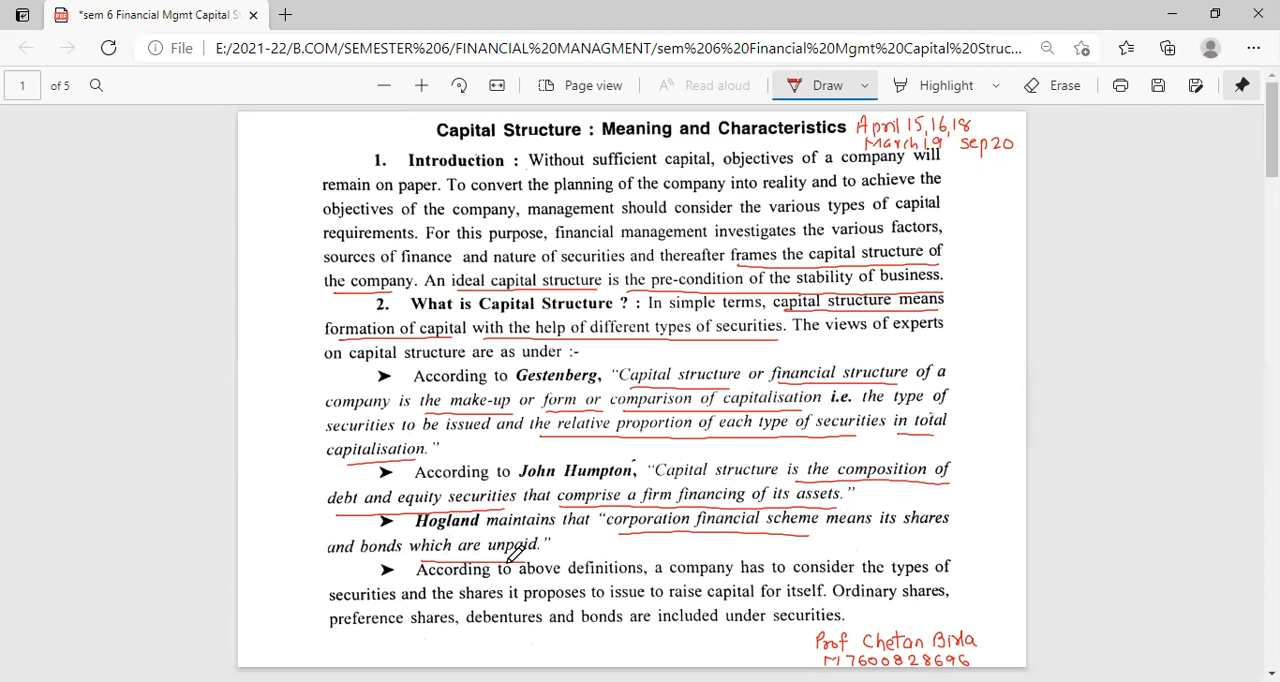 *sem 6 Financial Mgmt Capital St
File E:/2021-22/B.COM/SEMESTER%206/FINANCIAL%20MANAGMENT/sem%206%20Financial%20Mgmt%20Capital%20Struc...
1 of 5 Page view Read aloud Draw Highlight Erase
Capital Structure : Meaning and Characteristics April 15,16,18
March 19 sep20
1. Introduction : Without sufficient capital, objectives of a company will
remain on paper. To convert the planning of the company into reality and to achieve the
objectives of the company, management should consider the various types of capital
requirements. For this purpose, financial management investigates the various factors,
sources of finance and nature of securities and thereafter frames the capital structure of
the company. An ideal capital structure is the pre-condition of the stability of business.
2. What is Capital Structure ? : In simple terms, capital structure means
formation of capital with the help of different types of securities. The views of experts
on capital structure are as under :-
➤ According to Gestenberg, “Capital structure or financial structure of a
company is the make-up or form or comparison of capitalisation i.e. the type of
securities to be issued and the relative proportion of each type of securities in total
capitalisation.”
➤ According to John Humpton, “Capital structure is the composition of
debt and equity securities that comprise a firm financing of its assets.”
➤ Hogland maintains that “corporation financial scheme means its shares
and bonds which are unpaid.”
➤ According to above definitions, a company has to consider the types of
securities and the shares it proposes to issue to raise capital for itself. Ordinary shares,
preference shares, debentures and bonds are included under securities.
Prof Chetan Birla
M 7600828696